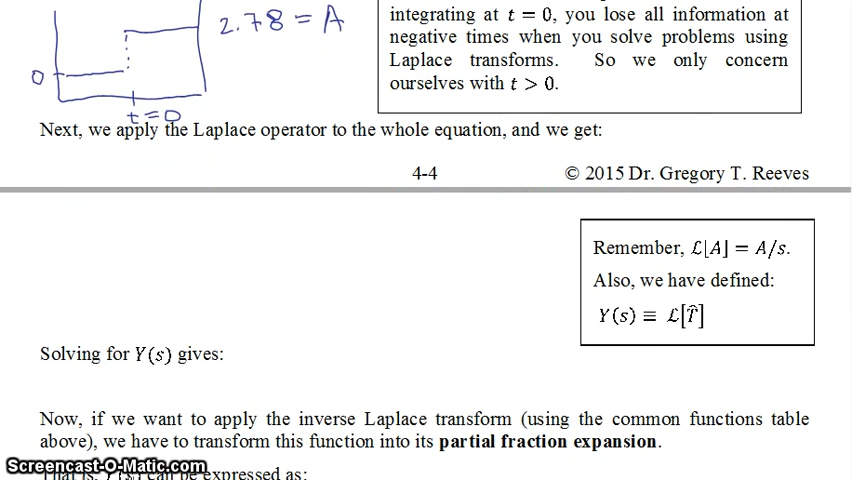 integrating at t = 0, you lose all information at
negative times when you solve problems using
Laplace transforms. So we only concern
ourselves with t > 0.
2.78 = A
0
t = 0
Next, we apply the Laplace operator to the whole equation, and we get:
4-4
© 2015 Dr. Gregory T. Reeves
Remember, ℒ[A] = A/s.
Also, we have defined:
Y(s) ≡ ℒ[T̂]
Solving for Y(s) gives:
Now, if we want to apply the inverse Laplace transform (using the common functions table
above), we have to transform this function into its partial fraction expansion.
Screencast-O-Matic.com
That is, Y(s) can be expressed as: